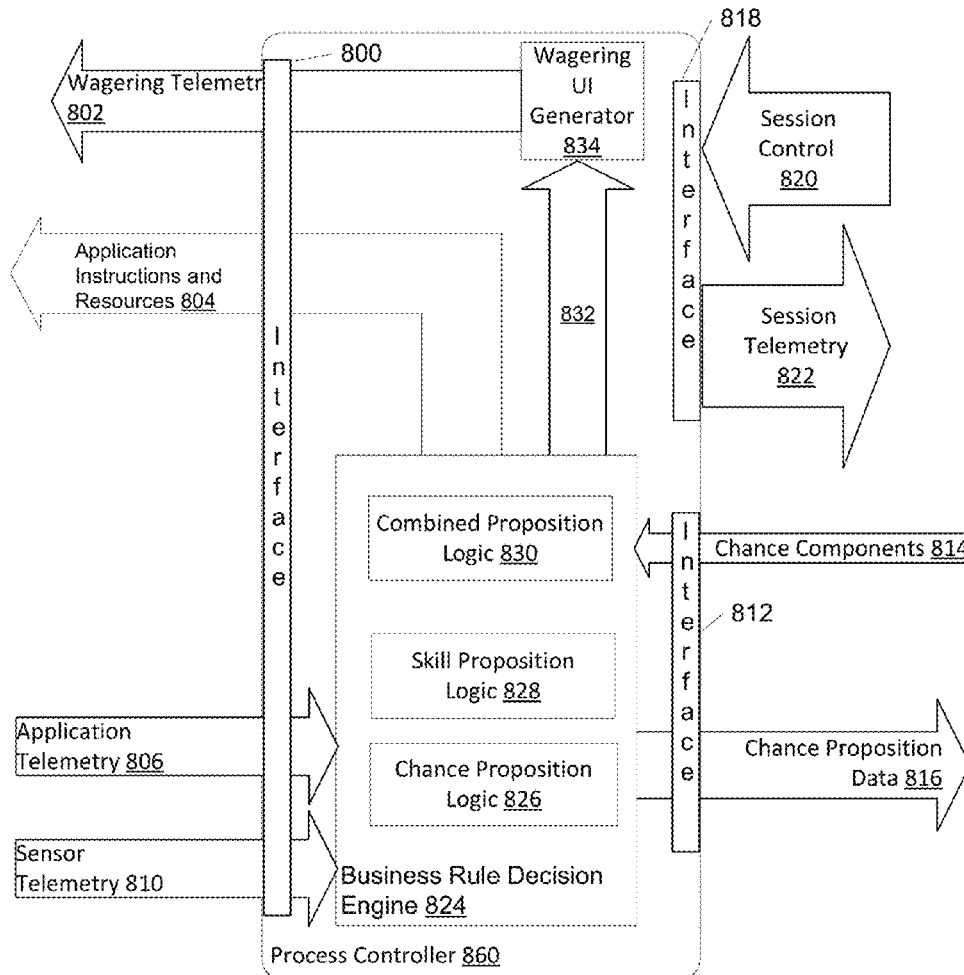 800
818
Wagering Telemetr
802
Wagering
UI
Generator
834
Interface
Session
Control
820
Application
Instructions and
Resources 804
832
Session
Telemetry
822
Interface
Combined Proposition
Logic 830
Interface
Chance Components 814
812
Skill Proposition
Logic 828
Application
Telemetry 806
Chance Proposition
Logic 826
Chance Proposition
Data 816
Sensor
Telemetry 810
Business Rule Decision
Engine 824
Process Controller 860